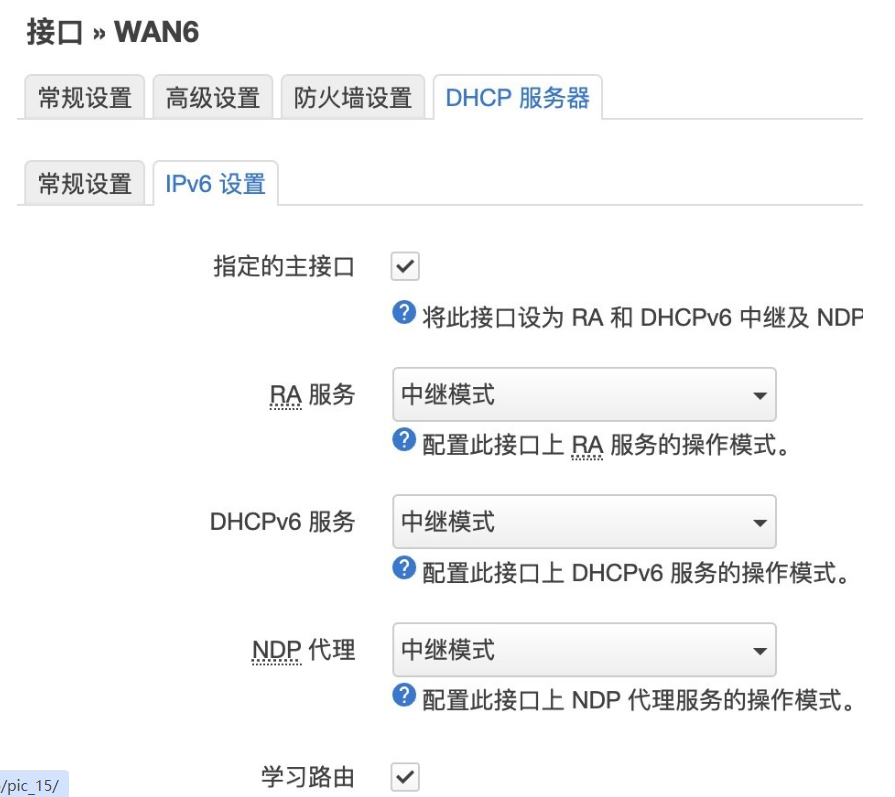 接口 » WAN6
常规设置 高级设置 防火墙设置 DHCP 服务器
常规设置 IPv6 设置
指定的主接口
将此接口设为 RA 和 DHCPv6 中继及 NDP
RA 服务 中继模式
配置此接口上 RA 服务的操作模式。
DHCPv6 服务 中继模式
配置此接口上 DHCPv6 服务的操作模式。
NDP 代理 中继模式
配置此接口上 NDP 代理服务的操作模式。
学习路由
/pic_15/